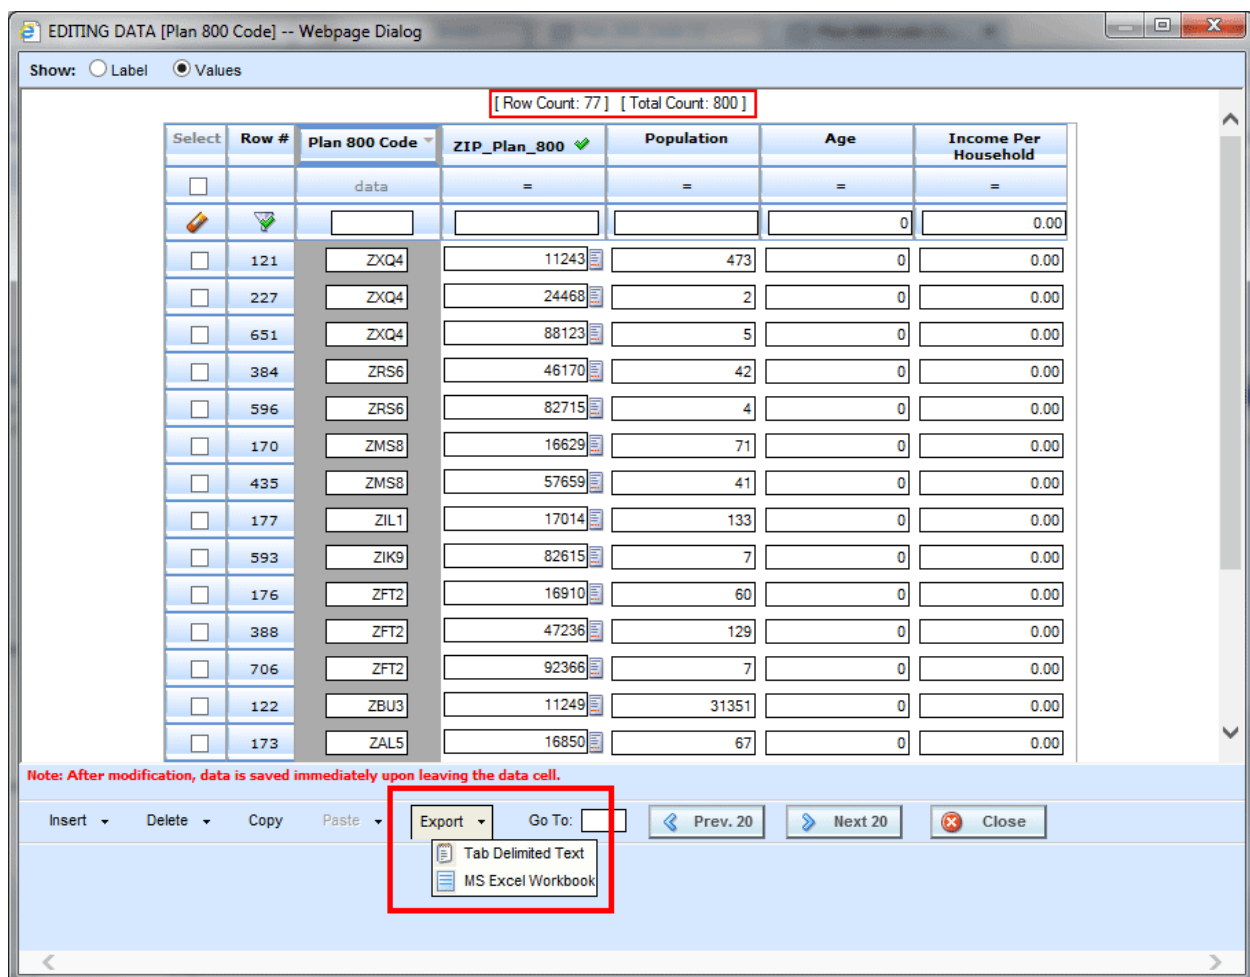 EDITING DATA [Plan 800 Code] -- Webpage Dialog
X
Show: Label Values
[ Row Count: 77 ] [ Total Count: 800 ]
Select Row # Plan 800 Code ZIP_Plan_800 Population Age Income Per
Household
data = = = =
0 0.00
121 ZXQ4 11243 473 0 0.00
227 ZXQ4 24468 2 0 0.00
651 ZXQ4 88123 5 0 0.00
384 ZRS6 46170 42 0 0.00
596 ZRS6 82715 4 0 0.00
170 ZMS8 16629 71 0 0.00
435 ZMS8 57659 41 0 0.00
177 ZIL1 17014 133 0 0.00
593 ZIK9 82615 7 0 0.00
176 ZFT2 16910 60 0 0.00
388 ZFT2 47236 129 0 0.00
706 ZFT2 92366 7 0 0.00
122 ZBU3 11249 31351 0 0.00
173 ZAL5 16850 67 0 0.00
Note: After modification, data is saved immediately upon leaving the data cell.
Insert Delete Copy Paste Export Go To: Prev. 20 Next 20 Close
Tab Delimited Text
MS Excel Workbook